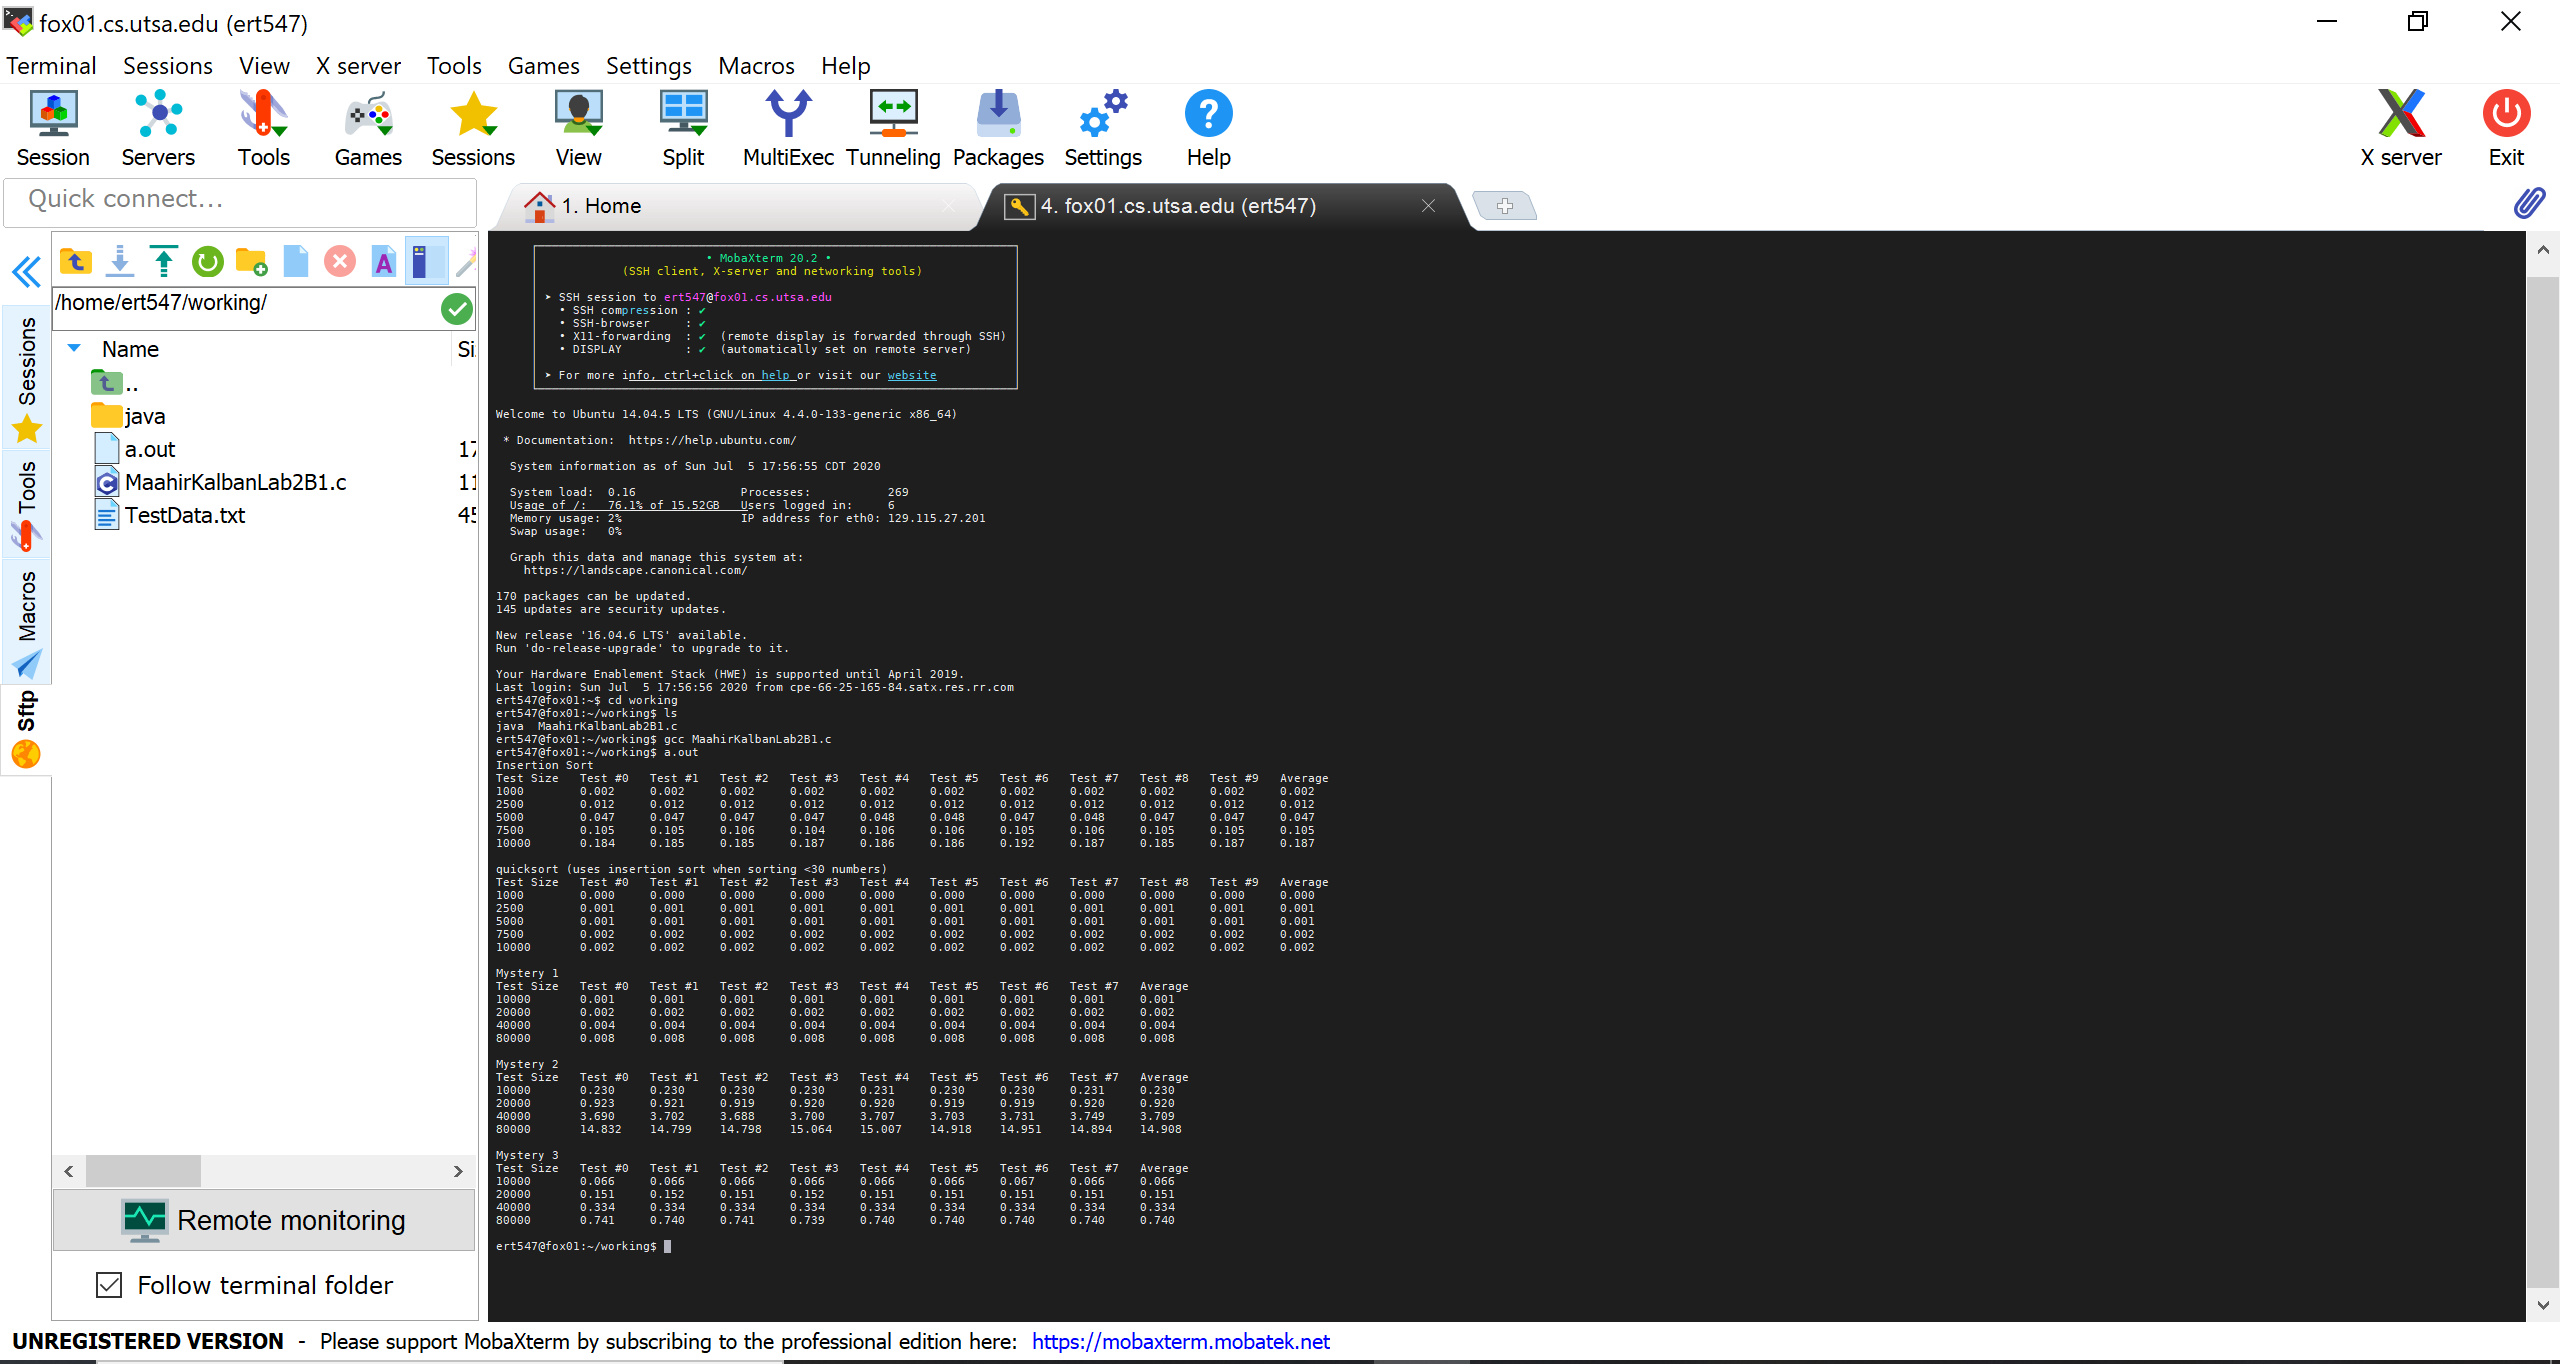 fox01.cs.utsa.edu (ert547)
Terminal Sessions View X server Tools Games Settings Macros Help
Session Servers Tools Games Sessions View Split MultiExec Tunneling Packages Settings Help X server Exit
Quick connect...
1. Home
4. fox01.cs.utsa.edu (ert547)
/home/ert547/working/
Name Si
..
java
a.out 17
MaahirKalbanLab2B1.c 11
TestData.txt 45
Sessions
Tools
Macros
Sftp
Remote monitoring
Follow terminal folder
• MobaXterm 20.2 •
(SSH client, X-server and networking tools)
➤ SSH session to ert547@fox01.cs.utsa.edu
• SSH compression : ✔
• SSH-browser : ✔
• X11-forwarding : ✔ (remote display is forwarded through SSH)
• DISPLAY : ✔ (automatically set on remote server)
➤ For more info, ctrl+click on help or visit our website
Welcome to Ubuntu 14.04.5 LTS (GNU/Linux 4.4.0-133-generic x86_64)
* Documentation: https://help.ubuntu.com/
System information as of Sun Jul 5 17:56:55 CDT 2020
System load: 0.16 Processes: 269
Usage of /: 76.1% of 15.52GB Users logged in: 6
Memory usage: 2% IP address for eth0: 129.115.27.201
Swap usage: 0%
Graph this data and manage this system at:
https://landscape.canonical.com/
170 packages can be updated.
145 updates are security updates.
New release '16.04.6 LTS' available.
Run 'do-release-upgrade' to upgrade to it.
Your Hardware Enablement Stack (HWE) is supported until April 2019.
Last login: Sun Jul 5 17:56:56 2020 from cpe-66-25-165-84.satx.res.rr.com
ert547@fox01:~$ cd working
ert547@fox01:~/working$ ls
java MaahirKalbanLab2B1.c
ert547@fox01:~/working$ gcc MaahirKalbanLab2B1.c
ert547@fox01:~/working$ a.out
Insertion Sort
Test Size Test #0 Test #1 Test #2 Test #3 Test #4 Test #5 Test #6 Test #7 Test #8 Test #9 Average
1000 0.002 0.002 0.002 0.002 0.002 0.002 0.002 0.002 0.002 0.002 0.002
2500 0.012 0.012 0.012 0.012 0.012 0.012 0.012 0.012 0.012 0.012 0.012
5000 0.047 0.047 0.047 0.047 0.048 0.048 0.047 0.048 0.047 0.047 0.047
7500 0.105 0.105 0.106 0.104 0.106 0.106 0.105 0.106 0.105 0.105 0.105
10000 0.184 0.185 0.185 0.187 0.186 0.186 0.192 0.187 0.185 0.187 0.187
quicksort (uses insertion sort when sorting <30 numbers)
Test Size Test #0 Test #1 Test #2 Test #3 Test #4 Test #5 Test #6 Test #7 Test #8 Test #9 Average
1000 0.000 0.000 0.000 0.000 0.000 0.000 0.000 0.000 0.000 0.000 0.000
2500 0.001 0.001 0.001 0.001 0.001 0.001 0.001 0.001 0.001 0.001 0.001
5000 0.001 0.001 0.001 0.001 0.001 0.001 0.001 0.001 0.001 0.001 0.001
7500 0.002 0.002 0.002 0.002 0.002 0.002 0.002 0.002 0.002 0.002 0.002
10000 0.002 0.002 0.002 0.002 0.002 0.002 0.002 0.002 0.002 0.002 0.002
Mystery 1
Test Size Test #0 Test #1 Test #2 Test #3 Test #4 Test #5 Test #6 Test #7 Average
10000 0.001 0.001 0.001 0.001 0.001 0.001 0.001 0.001 0.001
20000 0.002 0.002 0.002 0.002 0.002 0.002 0.002 0.002 0.002
40000 0.004 0.004 0.004 0.004 0.004 0.004 0.004 0.004 0.004
80000 0.008 0.008 0.008 0.008 0.008 0.008 0.008 0.008 0.008
Mystery 2
Test Size Test #0 Test #1 Test #2 Test #3 Test #4 Test #5 Test #6 Test #7 Average
10000 0.230 0.230 0.230 0.230 0.231 0.230 0.230 0.231 0.230
20000 0.923 0.921 0.919 0.920 0.920 0.919 0.919 0.920 0.920
40000 3.690 3.702 3.688 3.700 3.707 3.703 3.731 3.749 3.709
80000 14.832 14.799 14.798 15.064 15.007 14.918 14.951 14.894 14.908
Mystery 3
Test Size Test #0 Test #1 Test #2 Test #3 Test #4 Test #5 Test #6 Test #7 Average
10000 0.066 0.066 0.066 0.066 0.066 0.066 0.067 0.066 0.066
20000 0.151 0.152 0.151 0.152 0.151 0.151 0.151 0.151 0.151
40000 0.334 0.334 0.334 0.334 0.334 0.334 0.334 0.334 0.334
80000 0.741 0.740 0.741 0.739 0.740 0.740 0.740 0.740 0.740
ert547@fox01:~/working$
UNREGISTERED VERSION - Please support MobaXterm by subscribing to the professional edition here: https://mobaxterm.mobatek.net